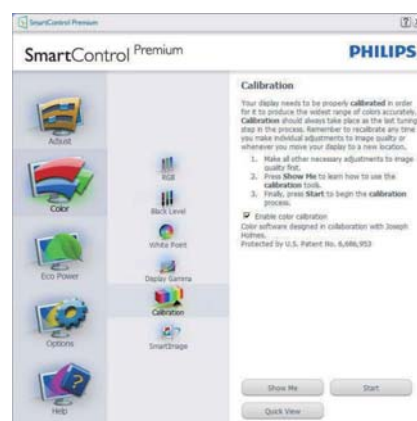 SmartControl Premium
SmartControl Premium
PHILIPS
Adjust
Color
Eco Power
Options
Help
RGB
Black Level
White Point
Display Gamma
Calibration
SmartImage
Calibration
Your display needs to be properly calibrated in order
for it to produce the widest range of colors accurately.
Calibration should always take place as the last tuning
step in the process. Remember to recalibrate any time
you make individual adjustments to image quality or
whenever you move your display to a new location.
1. Make all other necessary adjustments to image
quality first.
2. Press Show Me to learn how to use the
calibration tools.
3. Finally, press Start to begin the calibration
process.
Enable color calibration
Color software designed in collaboration with Joseph
Holmes.
Protected by U.S. Patent No. 6,686,953
Show Me
Start
Quick View